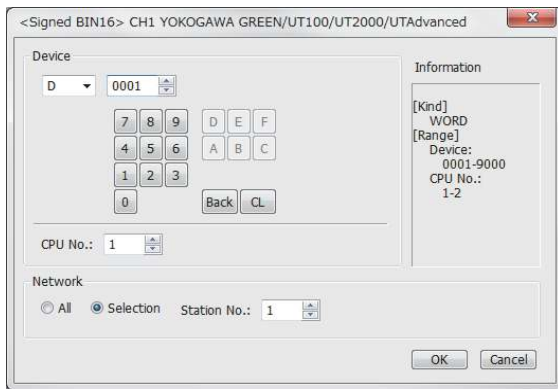 <Signed BIN16> CH1 YOKOGAWA GREEN/UT100/UT2000/UTAdvanced
Device
D 0001
7 8 9 D E F
4 5 6 A B C
1 2 3
0 Back CL
CPU No.: 1
Information
[Kind]
WORD
[Range]
Device:
0001-9000
CPU No.:
1-2
Network
All Selection Station No.: 1
OK Cancel